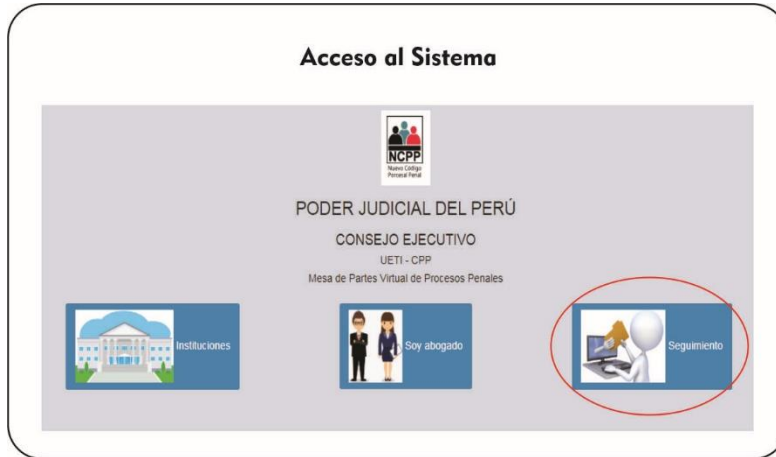 Acceso al Sistema
NCPP
Nuevo Código
Procesal Penal
PODER JUDICIAL DEL PERÚ
CONSEJO EJECUTIVO
UETI - CPP
Mesa de Partes Virtual de Procesos Penales
Instituciones
Soy abogado
Seguimiento